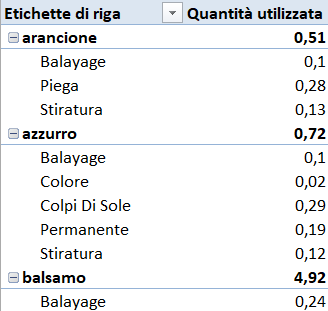 Etichette di riga Quantità utilizzata
arancione 0,51
Balayage 0,1
Piega 0,28
Stiratura 0,13
azzurro 0,72
Balayage 0,1
Colore 0,02
Colpi Di Sole 0,29
Permanente 0,19
Stiratura 0,12
balsamo 4,92
Balayage 0,24